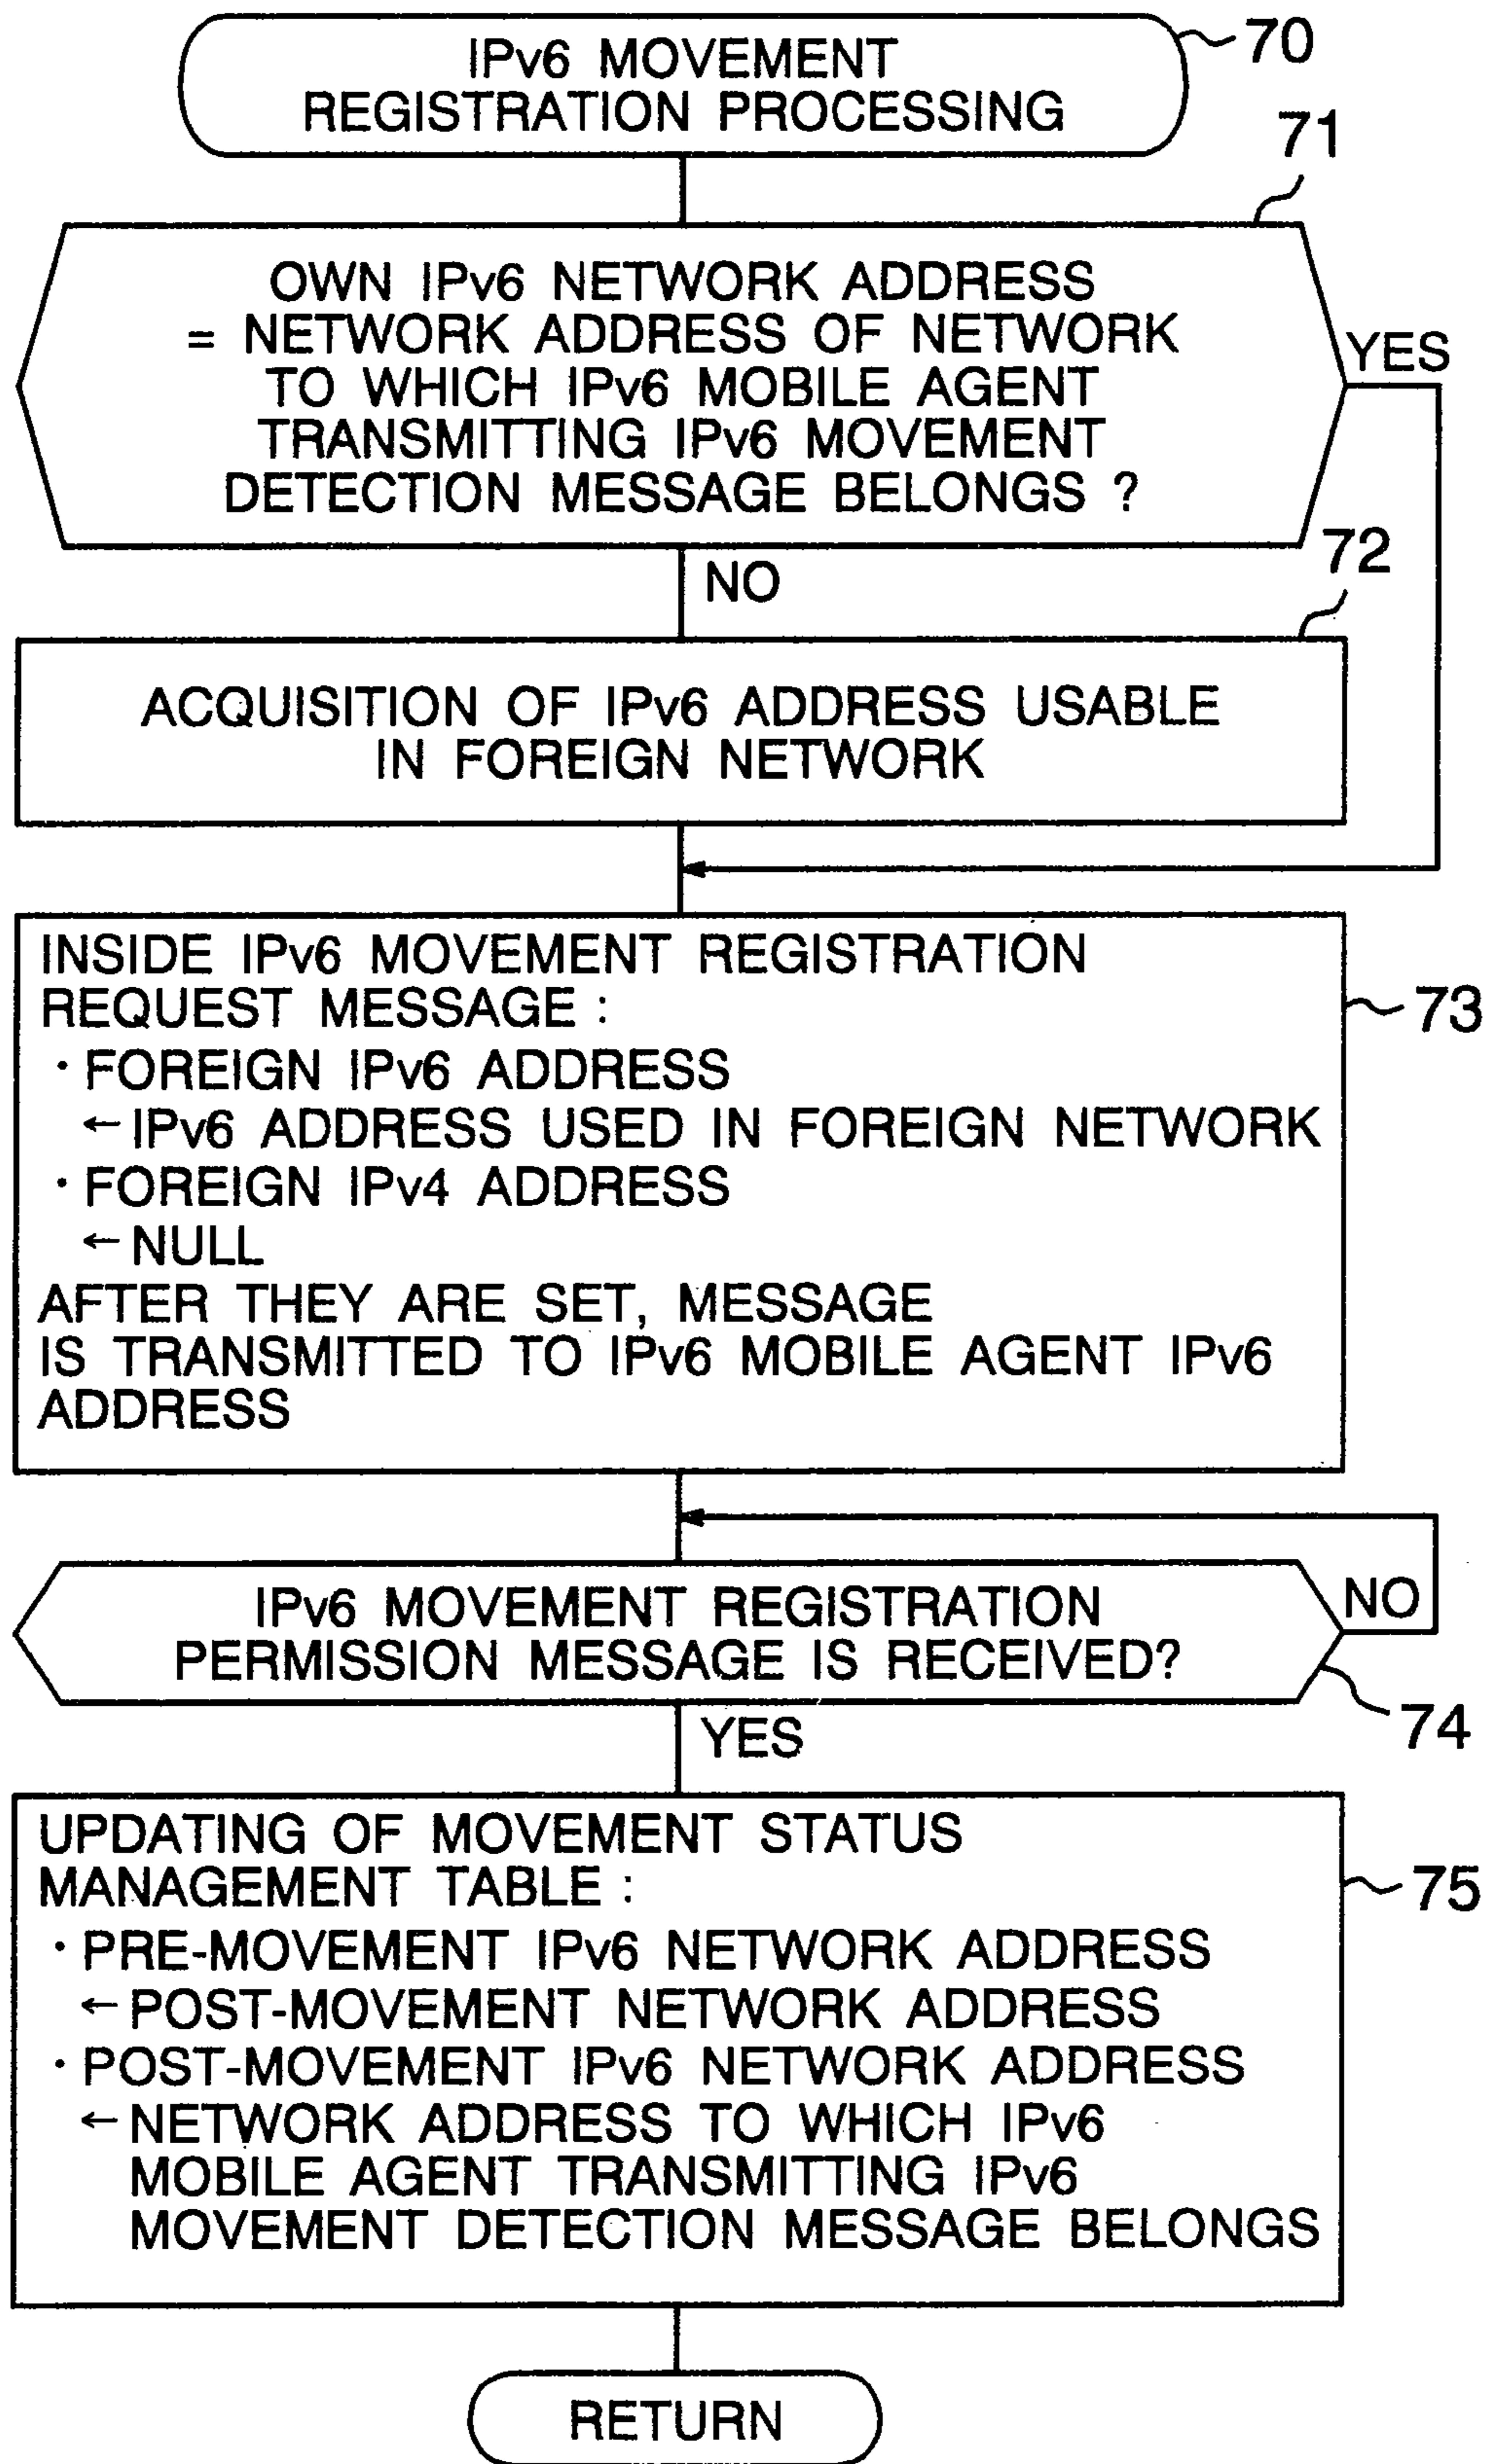 IPv6 MOVEMENT
REGISTRATION PROCESSING
70
71
OWN IPv6 NETWORK ADDRESS
= NETWORK ADDRESS OF NETWORK
TO WHICH IPv6 MOBILE AGENT
TRANSMITTING IPv6 MOVEMENT
DETECTION MESSAGE BELONGS ?
YES
NO
72
ACQUISITION OF IPv6 ADDRESS USABLE
IN FOREIGN NETWORK
INSIDE IPv6 MOVEMENT REGISTRATION
REQUEST MESSAGE :
· FOREIGN IPv6 ADDRESS
← IPv6 ADDRESS USED IN FOREIGN NETWORK
· FOREIGN IPv4 ADDRESS
← NULL
AFTER THEY ARE SET, MESSAGE
IS TRANSMITTED TO IPv6 MOBILE AGENT IPv6
ADDRESS
73
IPv6 MOVEMENT REGISTRATION
PERMISSION MESSAGE IS RECEIVED?
NO
74
YES
UPDATING OF MOVEMENT STATUS
MANAGEMENT TABLE :
· PRE-MOVEMENT IPv6 NETWORK ADDRESS
← POST-MOVEMENT NETWORK ADDRESS
· POST-MOVEMENT IPv6 NETWORK ADDRESS
← NETWORK ADDRESS TO WHICH IPv6
MOBILE AGENT TRANSMITTING IPv6
MOVEMENT DETECTION MESSAGE BELONGS
75
RETURN